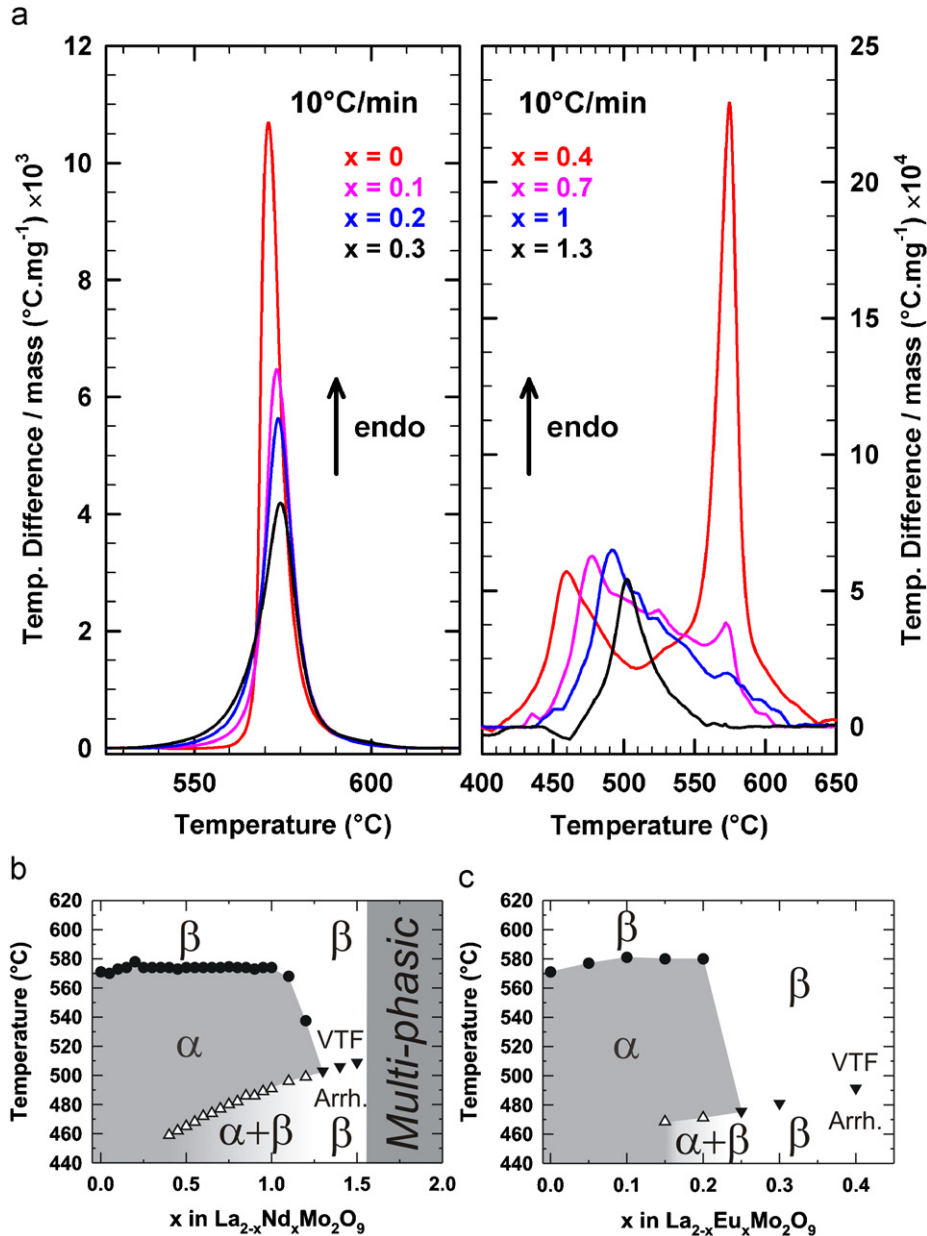 a
12
10
8
6
4
2
0
Temp. Difference / mass (°C.mg⁻¹) ×10³
10°C/min
x = 0
x = 0.1
x = 0.2
x = 0.3
endo
550
600
Temperature (°C)
10°C/min
x = 0.4
x = 0.7
x = 1
x = 1.3
endo
25
20
15
10
5
0
Temp. Difference / mass (°C.mg⁻¹) ×10⁴
400 450 500 550 600 650
Temperature (°C)
b
620
600
580
560
540
520
500
480
460
440
Temperature (°C)
β
β
α
VTF
Arrh.
α+β
β
Multi-phasic
0.0 0.5 1.0 1.5 2.0
x in La₂₋ₓNdₓMo₂O₉
c
620
600
580
560
540
520
500
480
460
440
Temperature (°C)
β
β
α
VTF
Arrh.
α+β
β
0.0 0.1 0.2 0.3 0.4
x in La₂₋ₓEuₓMo₂O₉